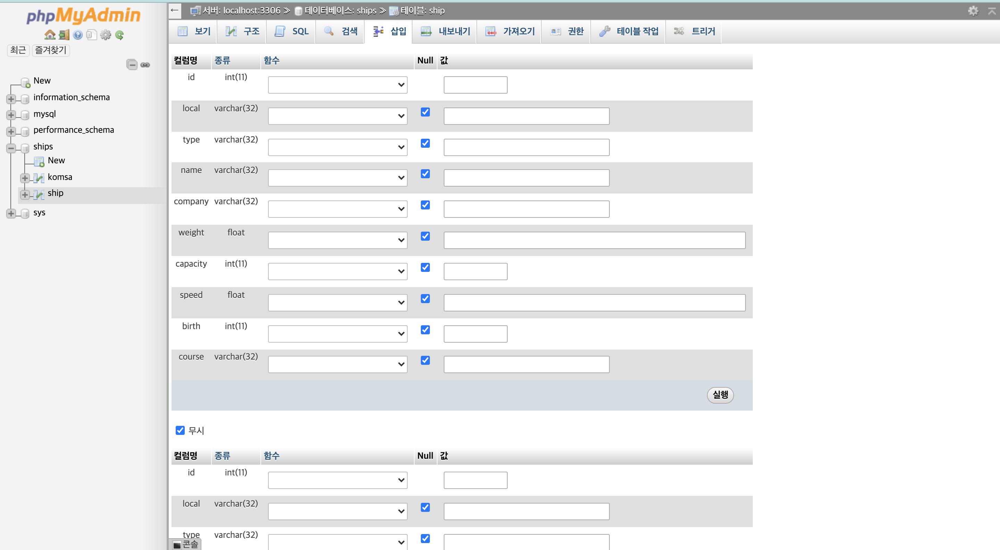 phpMyAdmin
최근 즐겨찾기
New
information_schema
mysql
performance_schema
ships
New
komsa
ship
sys
← 서버: localhost:3306 » 데이터베이스: ships » 테이블: ship
보기 구조 SQL 검색 삽입 내보내기 가져오기 권한 테이블 작업 트리거
컬럼명 종류 함수 Null 값
id int(11)
local varchar(32)
type varchar(32)
name varchar(32)
company varchar(32)
weight float
capacity int(11)
speed float
birth int(11)
course varchar(32)
실행
무시
컬럼명 종류 함수 Null 값
id int(11)
local varchar(32)
type varchar(32)
콘솔